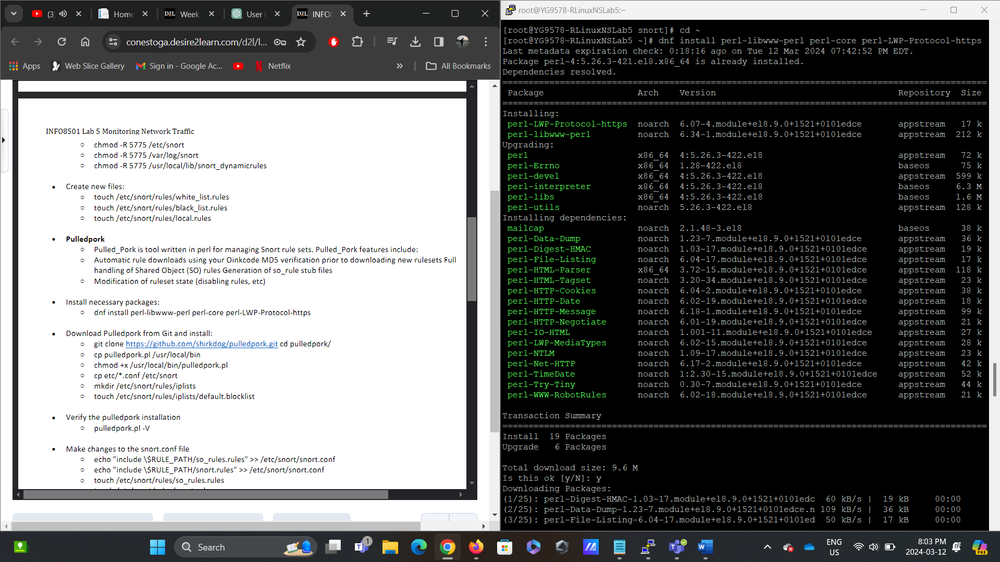 (3)
Home
D2L Week
User F
D2L INFO8
conestoga.desire2learn.com/d2l/l...
Apps
Web Slice Gallery
Sign in - Google Ac...
Netflix
»
All Bookmarks
INFO8501 Lab 5 Monitoring Network Traffic
○ chmod -R 5775 /etc/snort
○ chmod -R 5775 /var/log/snort
○ chmod -R 5775 /usr/local/lib/snort_dynamicrules
• Create new files:
○ touch /etc/snort/rules/white_list.rules
○ touch /etc/snort/rules/black_list.rules
○ touch /etc/snort/rules/local.rules
• Pulledpork
○ Pulled_Pork is tool written in perl for managing Snort rule sets. Pulled_Pork features include:
○ Automatic rule downloads using your Oinkcode MD5 verification prior to downloading new rulesets Full
handling of Shared Object (SO) rules Generation of so_rule stub files
○ Modification of ruleset state (disabling rules, etc)
• Install necessary packages:
○ dnf install perl-libwww-perl perl-core perl-LWP-Protocol-https
• Download Pulledpork from Git and install:
○ git clone https://github.com/shirkdog/pulledpork.git cd pulledpork/
○ cp pulledpork.pl /usr/local/bin
○ chmod +x /usr/local/bin/pulledpork.pl
○ cp etc/*.conf /etc/snort
○ mkdir /etc/snort/rules/iplists
○ touch /etc/snort/rules/iplists/default.blocklist
• Verify the pulledpork installation
○ pulledpork.pl -V
• Make changes to the snort.conf file
○ echo "include \$RULE_PATH/so_rules.rules" >> /etc/snort/snort.conf
○ echo "include \$RULE_PATH/snort.rules" >> /etc/snort/snort.conf
○ touch /etc/snort/rules/so_rules.rules
root@YG9578-RLinuxNSLab5:~
[root@YG9578-RLinuxNSLab5 snort]# cd ~
[root@YG9578-RLinuxNSLab5 ~]# dnf install perl-libwww-perl perl-core perl-LWP-Protocol-https
Last metadata expiration check: 0:18:16 ago on Tue 12 Mar 2024 07:42:52 PM EDT.
Package perl-4:5.26.3-421.el8.x86_64 is already installed.
Dependencies resolved.
Package Arch Version Repository Size
Installing:
perl-LWP-Protocol-https noarch 6.07-4.module+el8.9.0+1521+0101edce appstream 17 k
perl-libwww-perl noarch 6.34-1.module+el8.9.0+1521+0101edce appstream 212 k
Upgrading:
perl x86_64 4:5.26.3-422.el8 appstream 72 k
perl-Errno x86_64 1.28-422.el8 baseos 75 k
perl-devel x86_64 4:5.26.3-422.el8 appstream 599 k
perl-interpreter x86_64 4:5.26.3-422.el8 baseos 6.3 M
perl-libs x86_64 4:5.26.3-422.el8 baseos 1.6 M
perl-utils noarch 5.26.3-422.el8 appstream 128 k
Installing dependencies:
mailcap noarch 2.1.48-3.el8 baseos 38 k
perl-Data-Dump noarch 1.23-7.module+el8.9.0+1521+0101edce appstream 36 k
perl-Digest-HMAC noarch 1.03-17.module+el8.9.0+1521+0101edce appstream 19 k
perl-File-Listing noarch 6.04-17.module+el8.9.0+1521+0101edce appstream 17 k
perl-HTML-Parser x86_64 3.72-15.module+el8.9.0+1521+0101edce appstream 118 k
perl-HTML-Tagset noarch 3.20-34.module+el8.9.0+1521+0101edce appstream 23 k
perl-HTTP-Cookies noarch 6.04-2.module+el8.9.0+1521+0101edce appstream 38 k
perl-HTTP-Date noarch 6.02-19.module+el8.9.0+1521+0101edce appstream 18 k
perl-HTTP-Message noarch 6.18-1.module+el8.9.0+1521+0101edce appstream 99 k
perl-HTTP-Negotiate noarch 6.01-19.module+el8.9.0+1521+0101edce appstream 21 k
perl-IO-HTML noarch 1.001-11.module+el8.9.0+1521+0101edce appstream 27 k
perl-LWP-MediaTypes noarch 6.02-15.module+el8.9.0+1521+0101edce appstream 28 k
perl-NTLM noarch 1.09-17.module+el8.9.0+1521+0101edce appstream 23 k
perl-Net-HTTP noarch 6.17-2.module+el8.9.0+1521+0101edce appstream 42 k
perl-TimeDate noarch 1:2.30-15.module+el8.9.0+1521+0101edce appstream 52 k
perl-Try-Tiny noarch 0.30-7.module+el8.9.0+1521+0101edce appstream 44 k
perl-WWW-RobotRules noarch 6.02-18.module+el8.9.0+1521+0101edce appstream 21 k
Transaction Summary
Install 19 Packages
Upgrade 6 Packages
Total download size: 9.6 M
Is this ok [y/N]: y
Downloading Packages:
(1/25): perl-Digest-HMAC-1.03-17.module+el8.9.0+1521+0101edc 60 kB/s | 19 kB 00:00
(2/25): perl-Data-Dump-1.23-7.module+el8.9.0+1521+0101edce.n 109 kB/s | 36 kB 00:00
(3/25): perl-File-Listing-6.04-17.module+el8.9.0+1521+0101ed 50 kB/s | 17 kB 00:00
Search
1
ENG
US
8:03 PM
2024-03-12
PRE